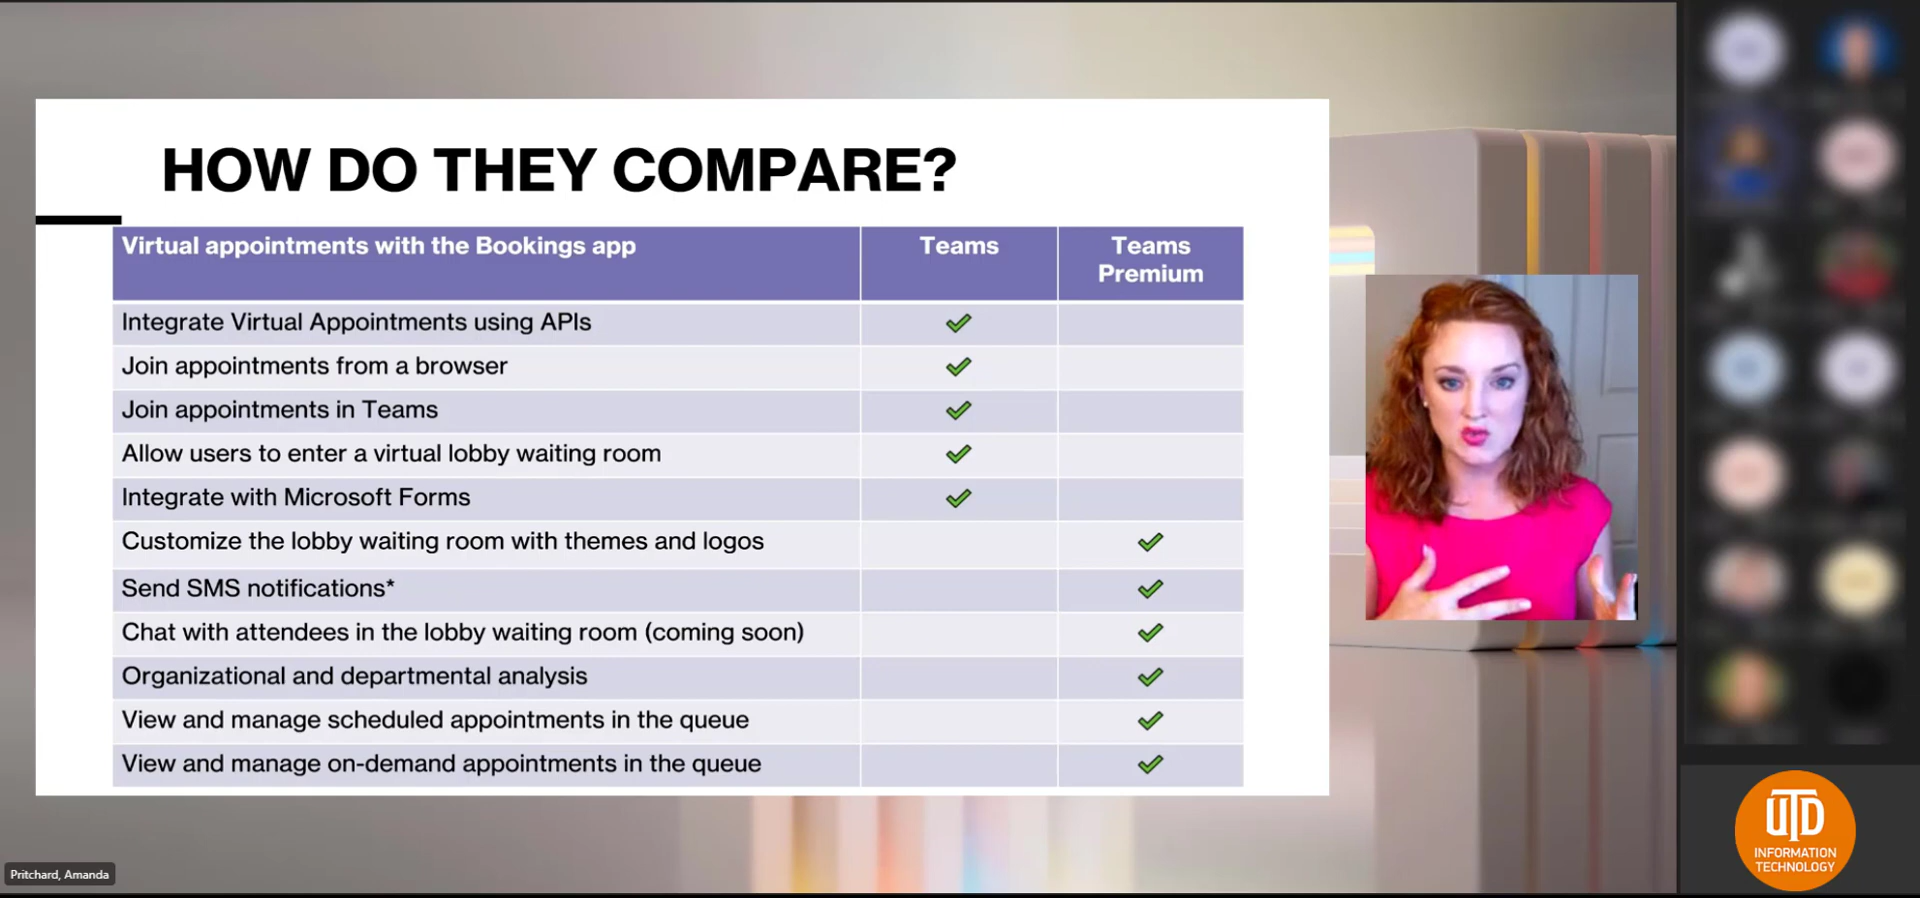 HOW DO THEY COMPARE?
Virtual appointments with the Bookings app
Teams
Teams
Premium
Integrate Virtual Appointments using APIs
Join appointments from a browser
Join appointments in Teams
Allow users to enter a virtual lobby waiting room
Integrate with Microsoft Forms
Customize the lobby waiting room with themes and logos
Send SMS notifications*
Chat with attendees in the lobby waiting room (coming soon)
Organizational and departmental analysis
View and manage scheduled appointments in the queue
View and manage on-demand appointments in the queue
Pritchard, Amanda
UTD
INFORMATION
TECHNOLOGY